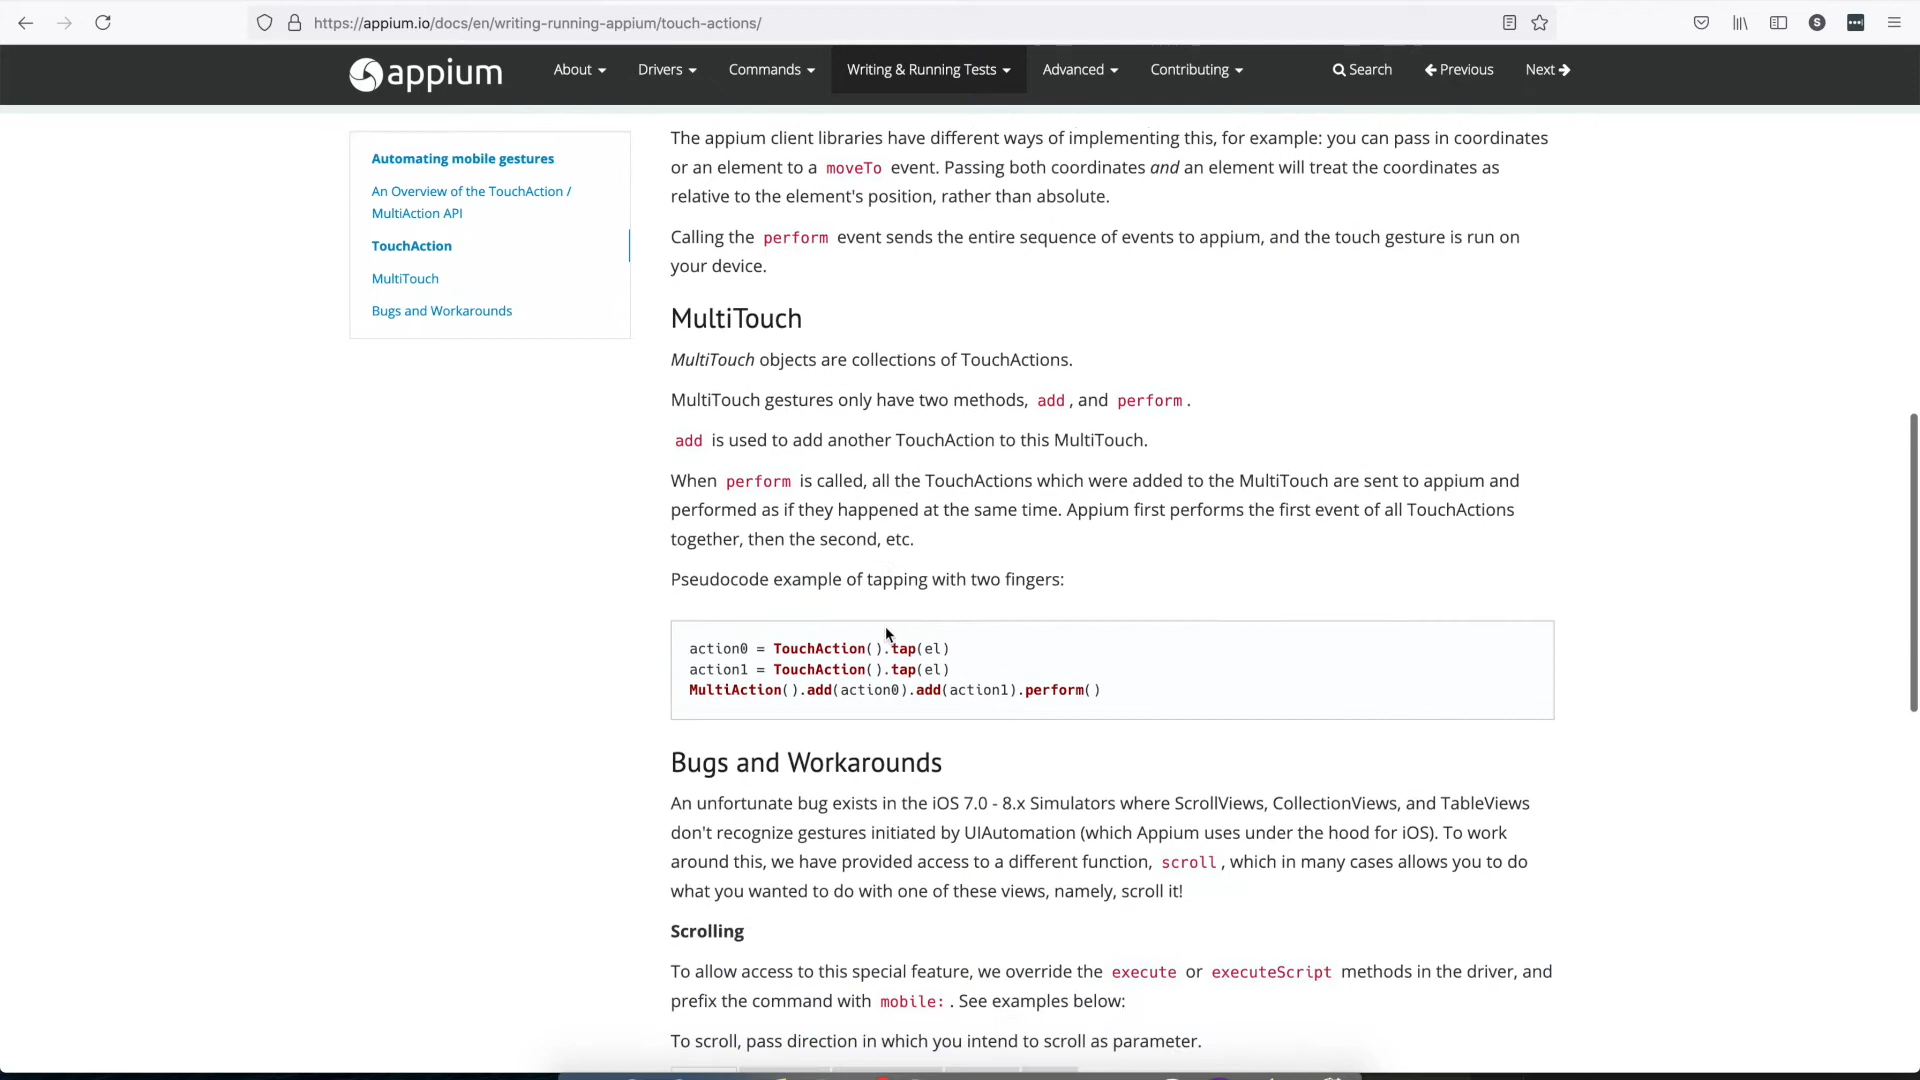 https://appium.io/docs/en/writing-running-appium/touch-actions/
S
appium
About
Drivers
Commands
Writing & Running Tests
Advanced
Contributing
Search
Previous
Next
Automating mobile gestures
An Overview of the TouchAction /
MultiAction API
TouchAction
MultiTouch
Bugs and Workarounds
The appium client libraries have different ways of implementing this, for example: you can pass in coordinates
or an element to a moveTo event. Passing both coordinates and an element will treat the coordinates as
relative to the element's position, rather than absolute.
Calling the perform event sends the entire sequence of events to appium, and the touch gesture is run on
your device.
MultiTouch
MultiTouch objects are collections of TouchActions.
MultiTouch gestures only have two methods, add, and perform.
add is used to add another TouchAction to this MultiTouch.
When perform is called, all the TouchActions which were added to the MultiTouch are sent to appium and
performed as if they happened at the same time. Appium first performs the first event of all TouchActions
together, then the second, etc.
Pseudocode example of tapping with two fingers:
action0 = TouchAction().tap(el)
action1 = TouchAction().tap(el)
MultiAction().add(action0).add(action1).perform()
Bugs and Workarounds
An unfortunate bug exists in the iOS 7.0 - 8.x Simulators where ScrollViews, CollectionViews, and TableViews
don't recognize gestures initiated by UIAutomation (which Appium uses under the hood for iOS). To work
around this, we have provided access to a different function, scroll, which in many cases allows you to do
what you wanted to do with one of these views, namely, scroll it!
Scrolling
To allow access to this special feature, we override the execute or executeScript methods in the driver, and
prefix the command with mobile: . See examples below:
To scroll, pass direction in which you intend to scroll as parameter.